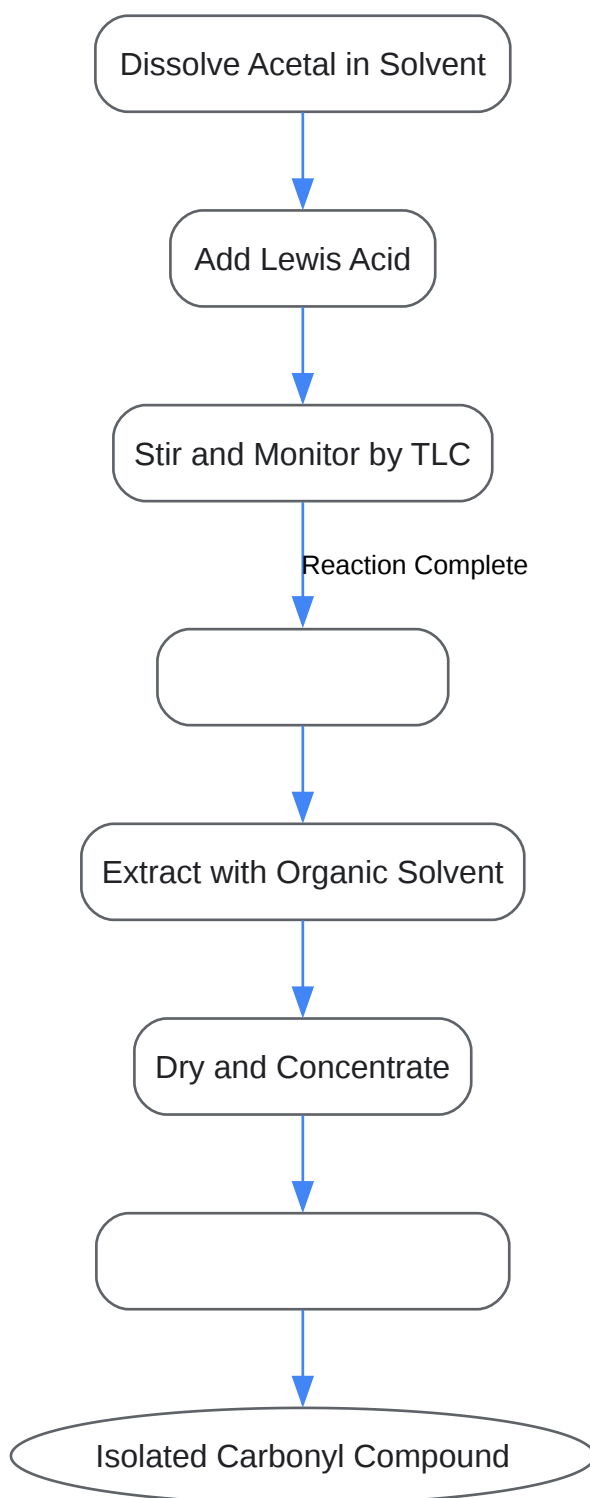 Dissolve Acetal in Solvent
Add Lewis Acid
Stir and Monitor by TLC
Reaction Complete
Extract with Organic Solvent
Dry and Concentrate
Isolated Carbonyl Compound